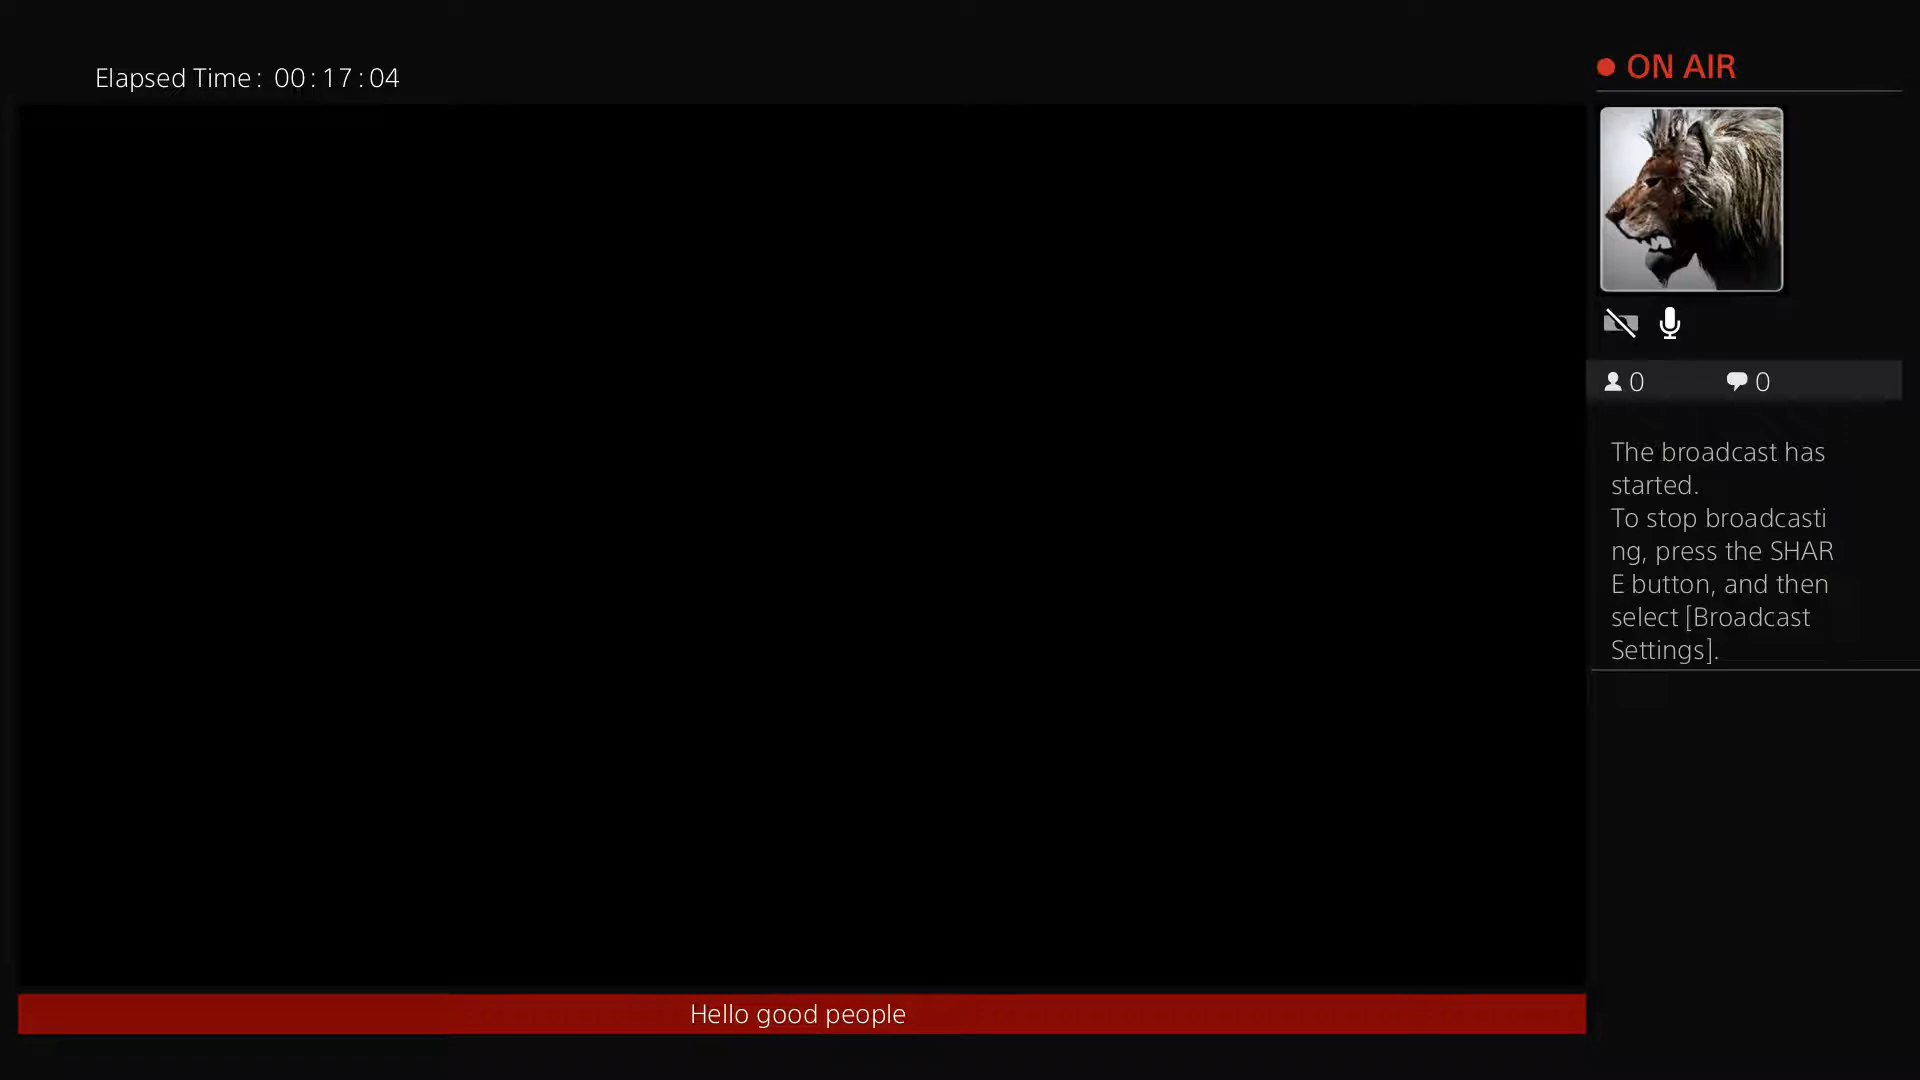 Elapsed Time: 00:17:04
ON AIR
0
0
The broadcast has
started.
To stop broadcasti
ng, press the SHAR
E button, and then
select [Broadcast
Settings].
Hello good people